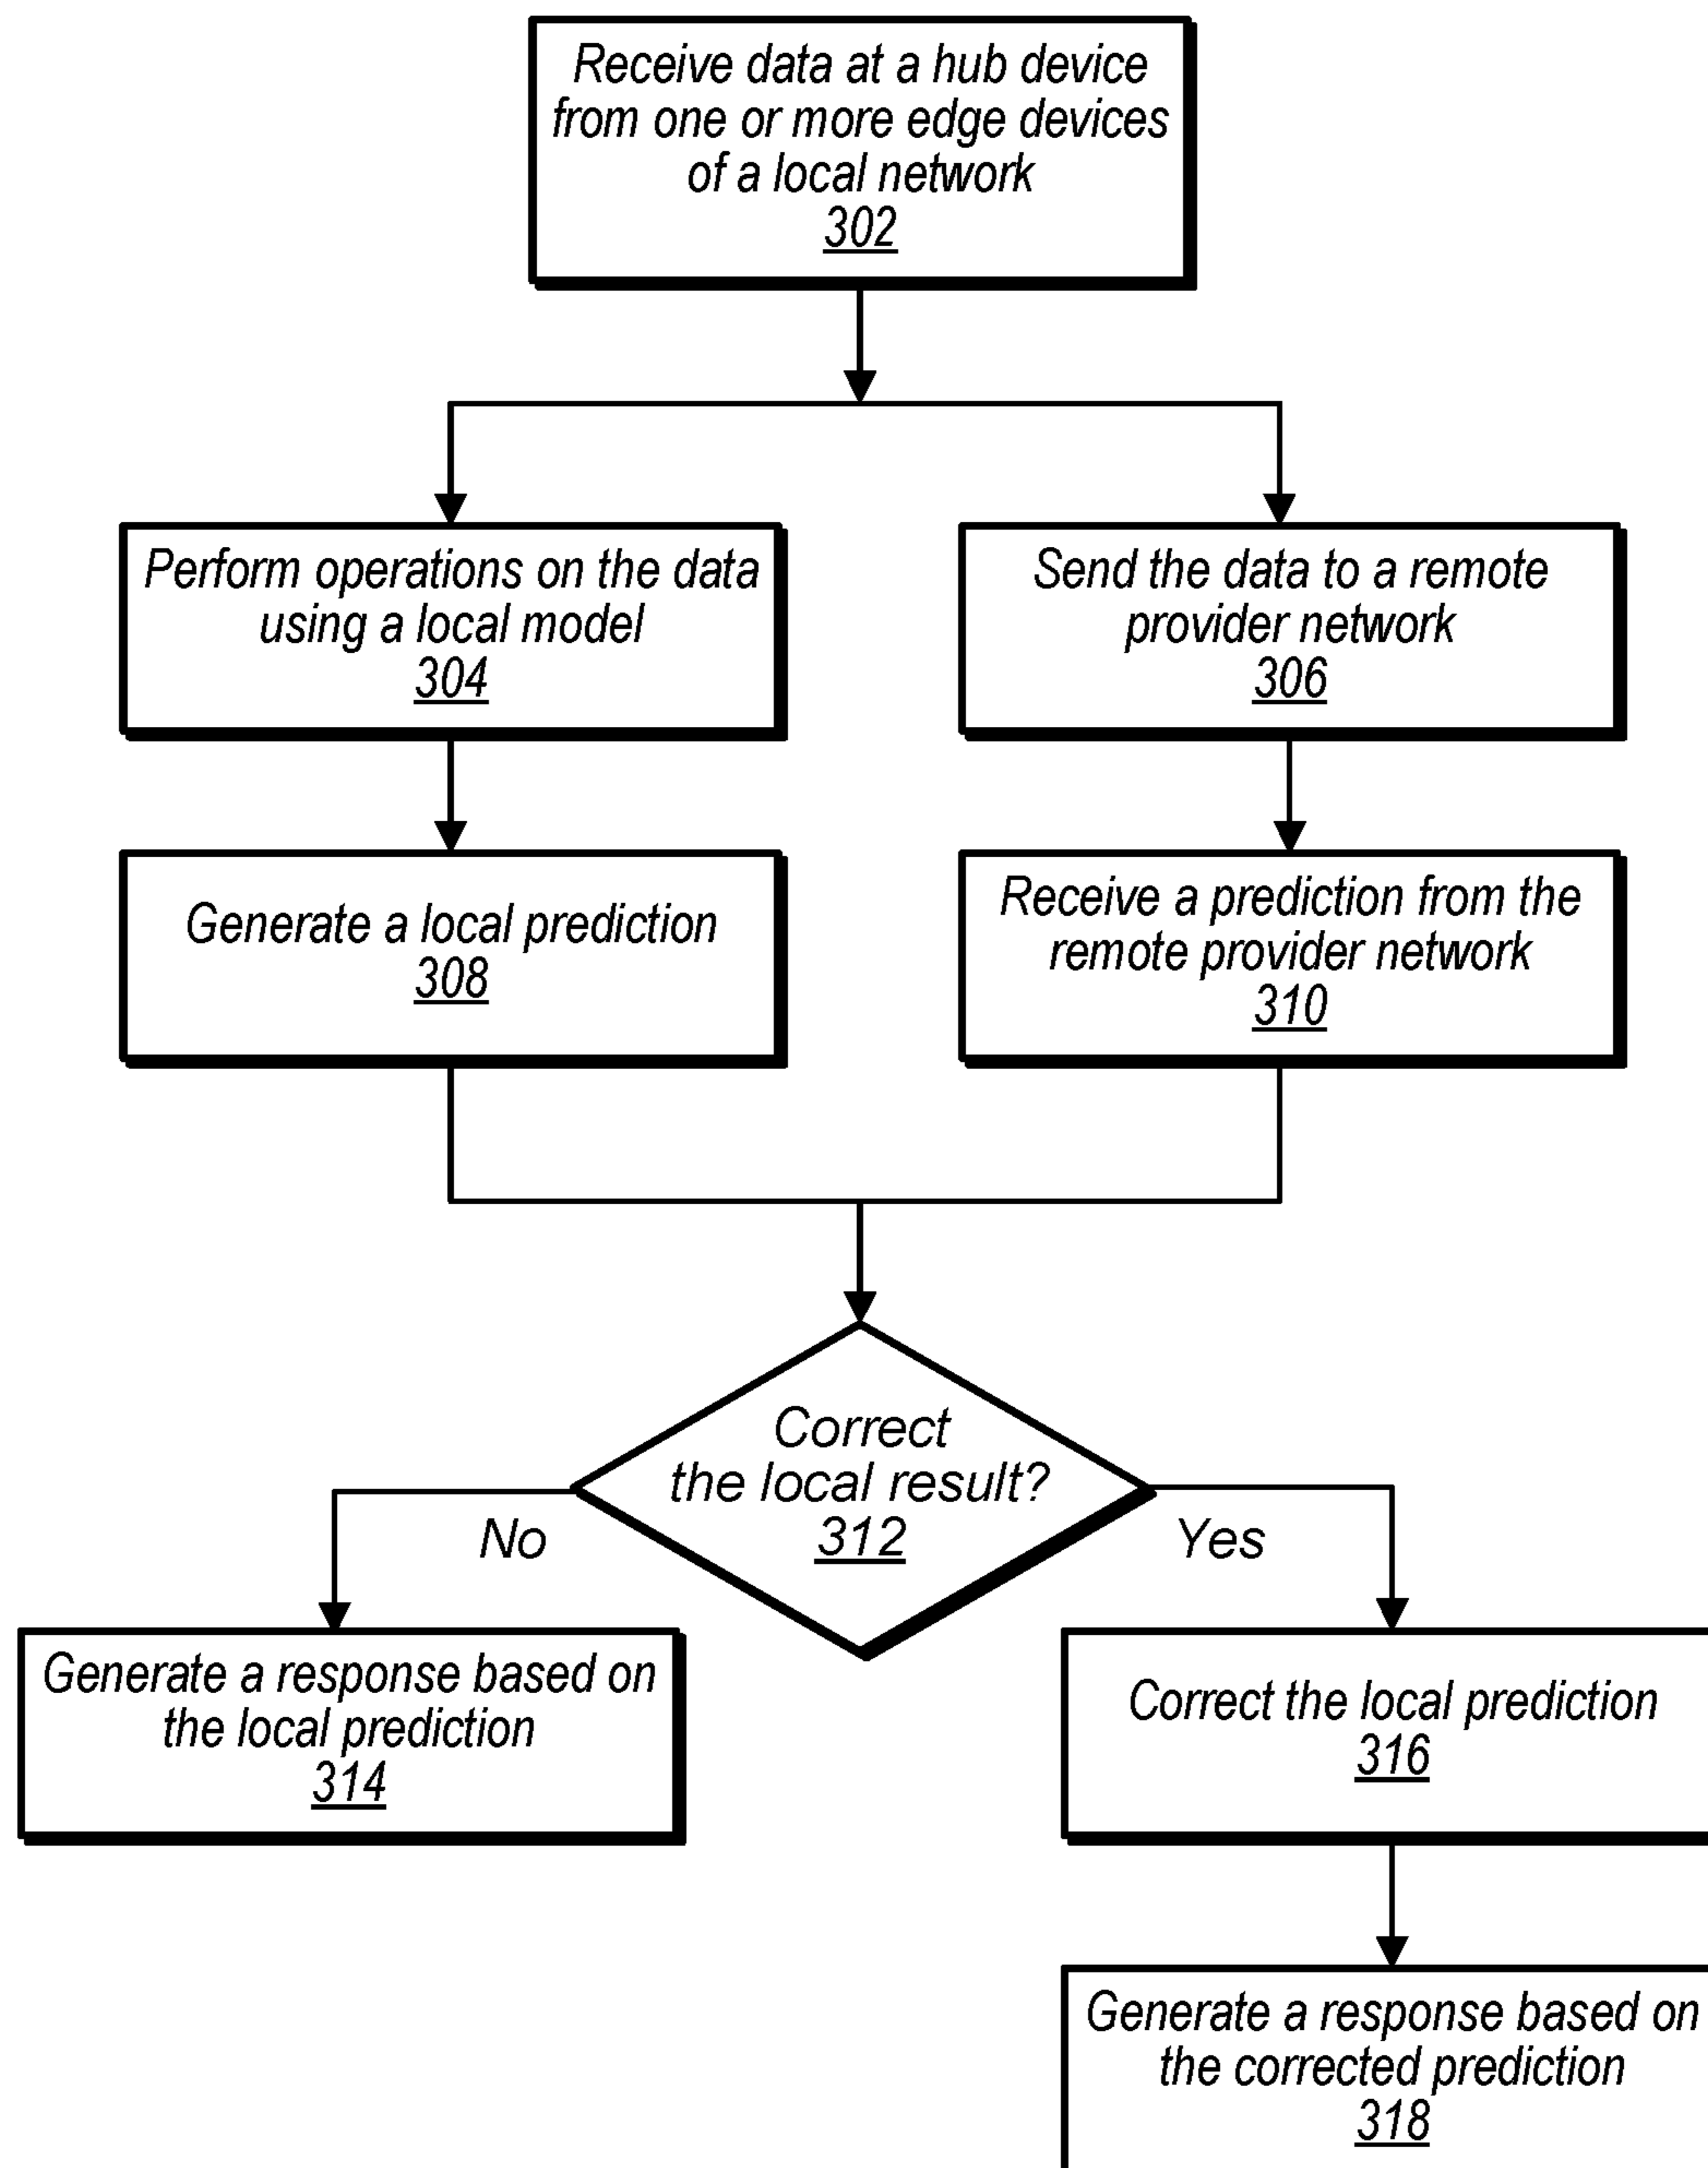 Receive data at a hub device
from one or more edge devices
of a local network
302
Perform operations on the data
using a local model
304
Send the data to a remote
provider network
306
Generate a local prediction
308
Receive a prediction from the
remote provider network
310
Correct
the local result?
312
No
Yes
Generate a response based on
the local prediction
314
Correct the local prediction
316
Generate a response based on
the corrected prediction
318